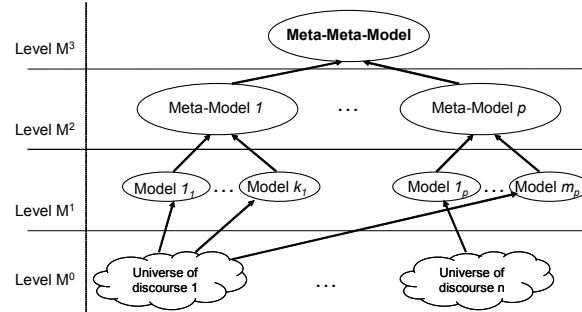 Meta-Meta-Model
Level M³
Meta-Model 1 ... Meta-Model p
Level M²
Model 1₁ ... Model k₁ Model 1ₚ ... Model mₚ
Level M¹
Universe of
discourse 1
...
Universe of
discourse n
Level M⁰